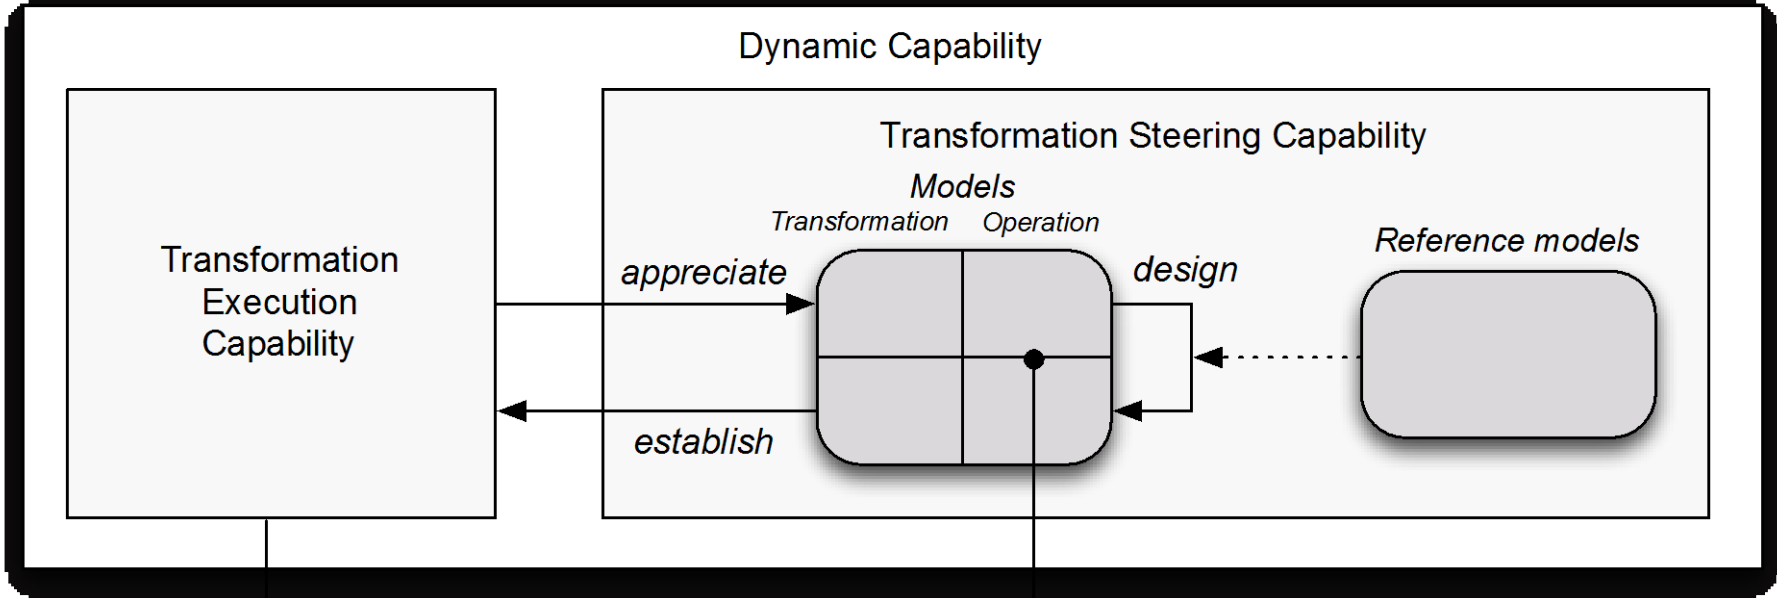 Dynamic Capability
Transformation
Execution
Capability
Transformation Steering Capability
Models
Transformation Operation
appreciate
establish
design
Reference models